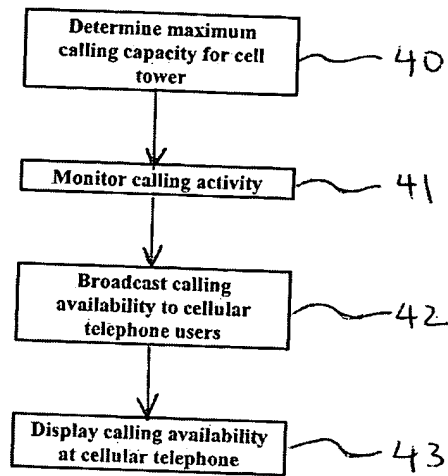 Determine maximum
calling capacity for cell
tower
40
Monitor calling activity
41
Broadcast calling
availability to cellular
telephone users
42
Display calling availability
at cellular telephone
43